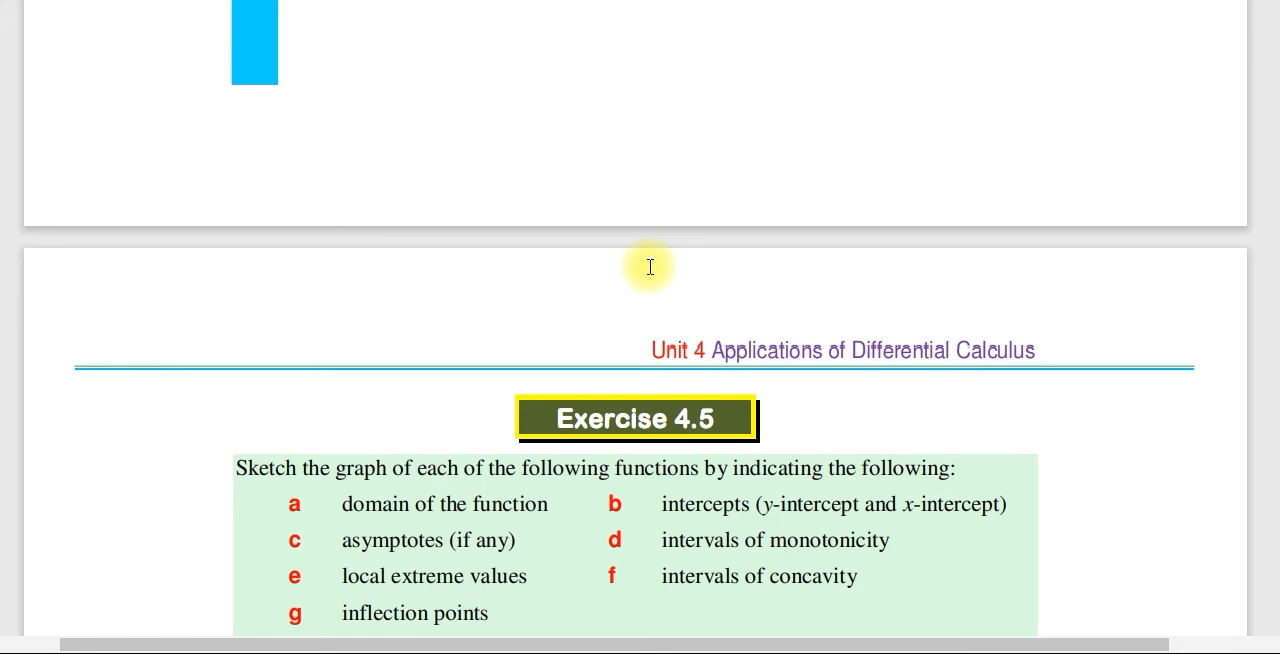 Unit 4 Applications of Differential Calculus
Exercise 4.5
Sketch the graph of each of the following functions by indicating the following:
a domain of the function b intercepts (y-intercept and x-intercept)
c asymptotes (if any) d intervals of monotonicity
e local extreme values f intervals of concavity
g inflection points